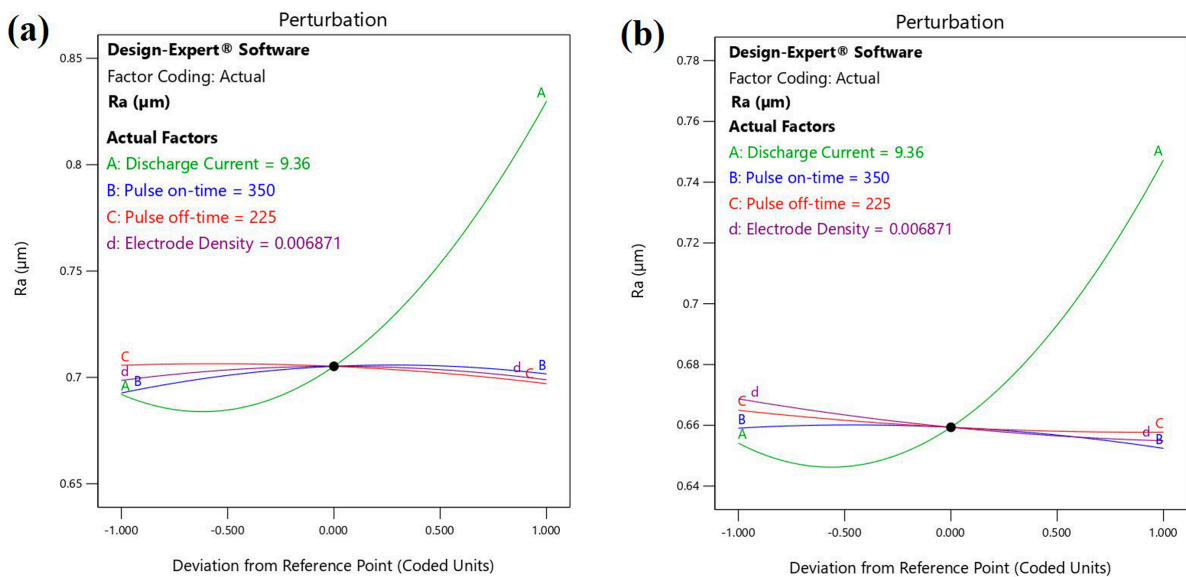 (a)
Perturbation
Design-Expert® Software
Factor Coding: Actual
Ra (µm)
Actual Factors
A: Discharge Current = 9.36
B: Pulse on-time = 350
C: Pulse off-time = 225
d: Electrode Density = 0.006871
0.85
0.8
0.75
0.7
0.65
Ra (µm)
A
C
d
A
B
A
B
d
C
-1.000
-0.500
0.000
0.500
1.000
Deviation from Reference Point (Coded Units)
(b)
Perturbation
Design-Expert® Software
Factor Coding: Actual
Ra (µm)
Actual Factors
A: Discharge Current = 9.36
B: Pulse on-time = 350
C: Pulse off-time = 225
d: Electrode Density = 0.006871
0.78
0.76
0.74
0.72
0.7
0.68
0.66
0.64
Ra (µm)
d
C
B
A
A
C
d
B
-1.000
-0.500
0.000
0.500
1.000
Deviation from Reference Point (Coded Units)